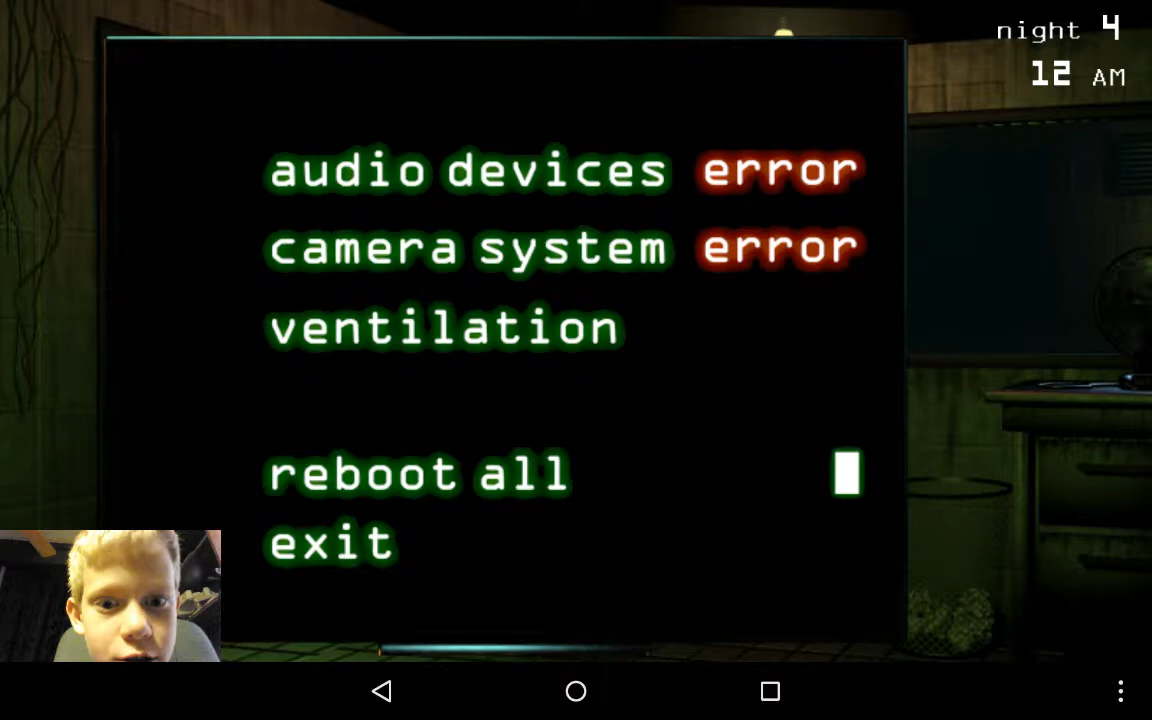 night 4
12 AM
audio devices error
camera system error
ventilation
reboot all
exit